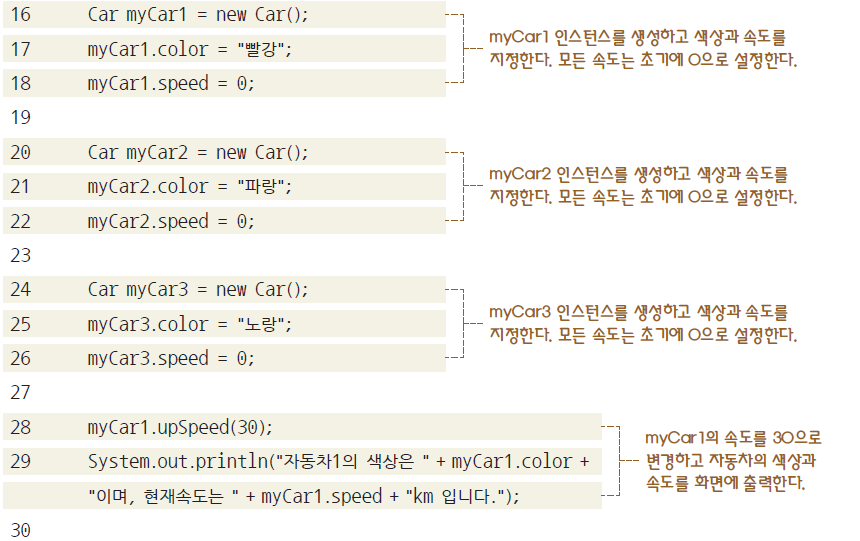 16 Car myCar1 = new Car();
17 myCar1.color = "빨강";
18 myCar1.speed = 0;
myCar1 인스턴스를 생성하고 색상과 속도를
지정한다. 모든 속도는 초기에 0으로 설정한다.
19
20 Car myCar2 = new Car();
21 myCar2.color = "파랑";
22 myCar2.speed = 0;
myCar2 인스턴스를 생성하고 색상과 속도를
지정한다. 모든 속도는 초기에 0으로 설정한다.
23
24 Car myCar3 = new Car();
25 myCar3.color = "노랑";
26 myCar3.speed = 0;
myCar3 인스턴스를 생성하고 색상과 속도를
지정한다. 모든 속도는 초기에 0으로 설정한다.
27
28 myCar1.upSpeed(30);
29 System.out.println("자동차1의 색상은 " + myCar1.color +
"이며, 현재속도는 " + myCar1.speed + "km 입니다.");
myCar1의 속도를 30으로
변경하고 자동차의 색상과
속도를 화면에 출력한다.
30